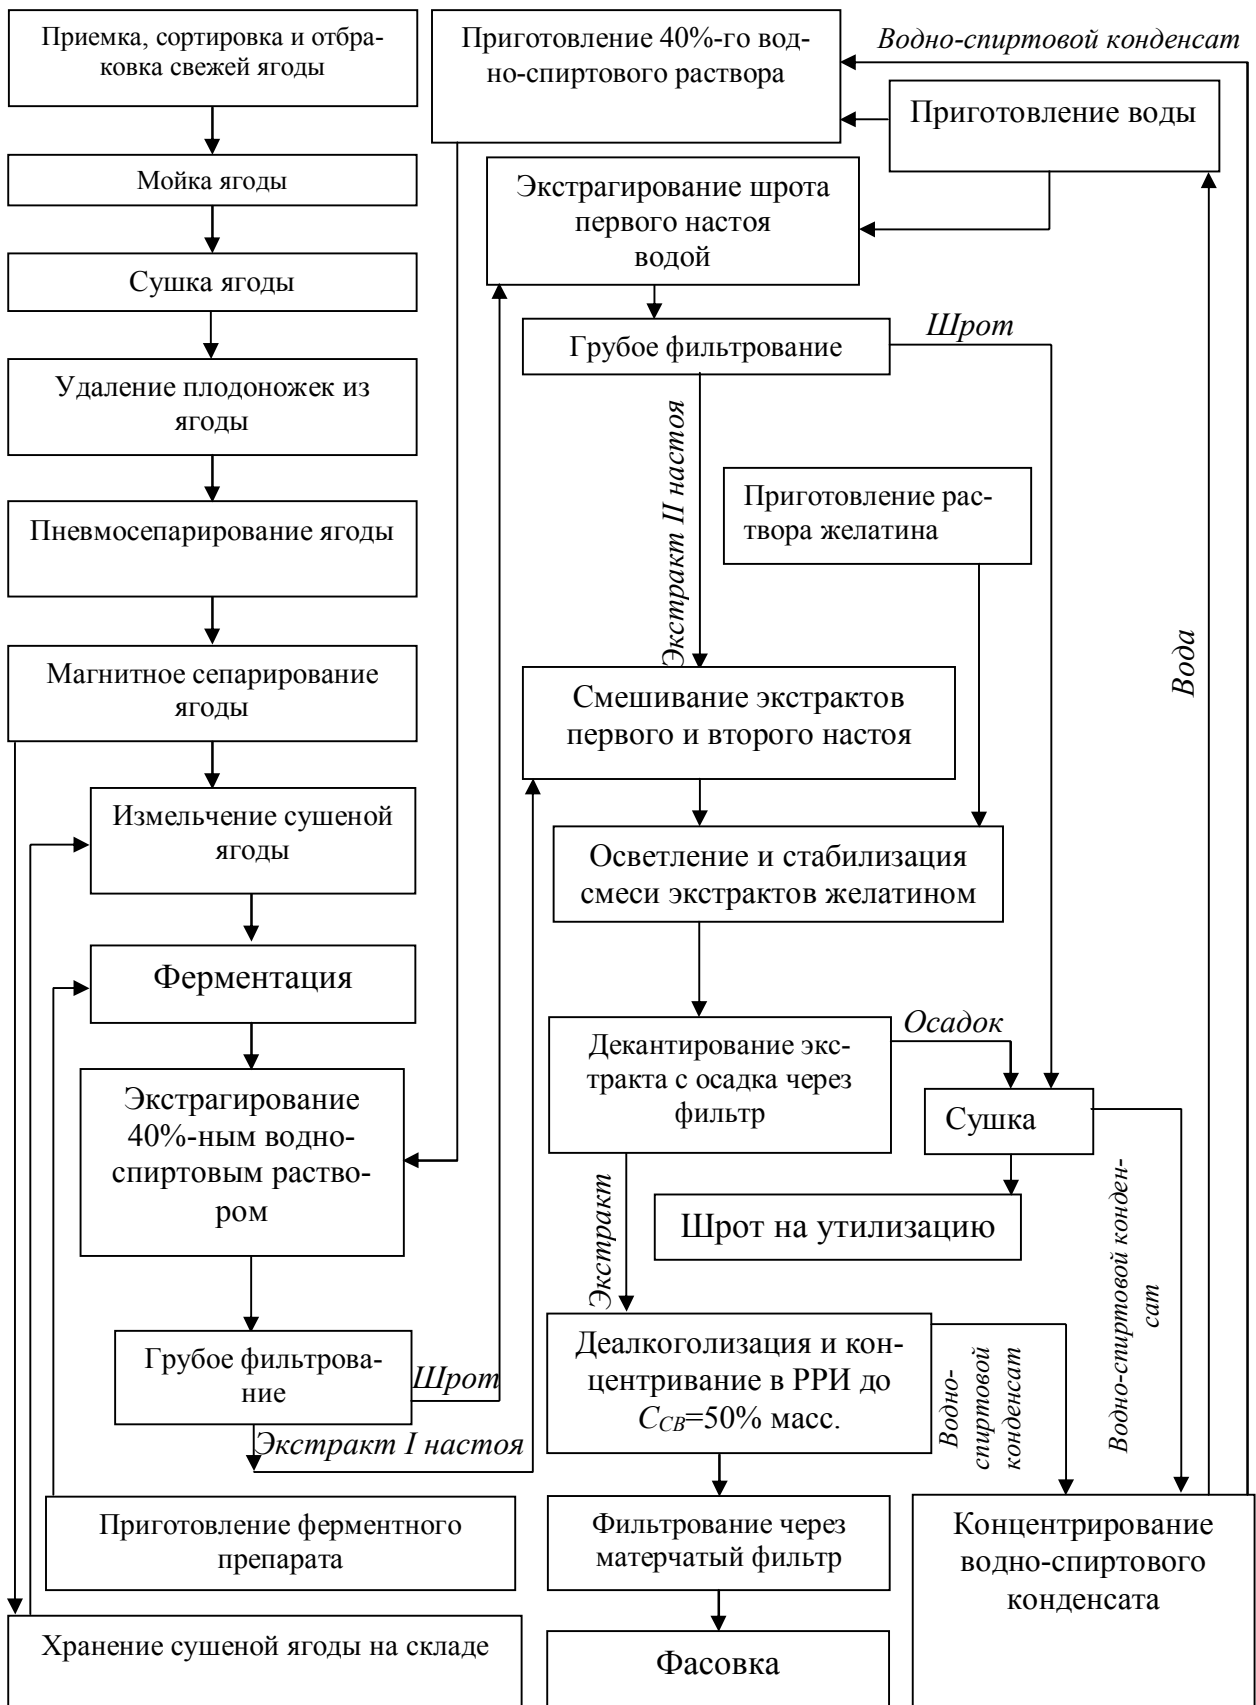 Приемка, сортировка и отбра-
ковка свежей ягоды
Мойка ягоды
Сушка ягоды
Удаление плодоножек из
ягоды
Пневмосепарирование ягоды
Магнитное сепарирование
ягоды
Измельчение сушеной
ягоды
Ферментация
Экстрагирование
40%-ным водно-
спиртовым раство-
ром
Грубое фильтрова-
ние
Шрот
Экстракт I настоя
Приготовление ферментного
препарата
Хранение сушеной ягоды на складе
Приготовление 40%-го вод-
но-спиртового раствора
Водно-спиртовой конденсат
Приготовление воды
Экстрагирование шрота
первого настоя
водой
Грубое фильтрование
Шрот
Экстракт II настоя
Приготовление рас-
твора желатина
Вода
Смешивание экстрактов
первого и второго настоя
Осветление и стабилизация
смеси экстрактов желатином
Декантирование экс-
тракта с осадка через
фильтр
Осадок
Сушка
Экстракт
Шрот на утилизацию
Водно-спиртовой конден-
сат
Деалкоголизация и кон-
центривание в РРИ до
ССВ=50% масс.
Водно-
спиртовой
конденсат
Фильтрование через
матерчатый фильтр
Фасовка
Концентрирование
водно-спиртового
конденсата